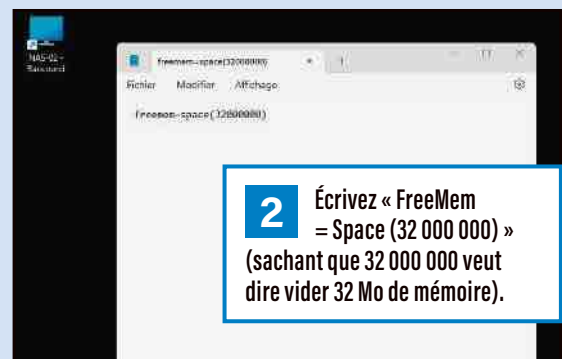 NAS-02 -
freemem-space(32000000)
Fichier Modifier Affichage
freemem-space(32000000)
2
Écrivez « FreeMem
= Space (32 000 000) »
(sachant que 32 000 000 veut
dire vider 32 Mo de mémoire).